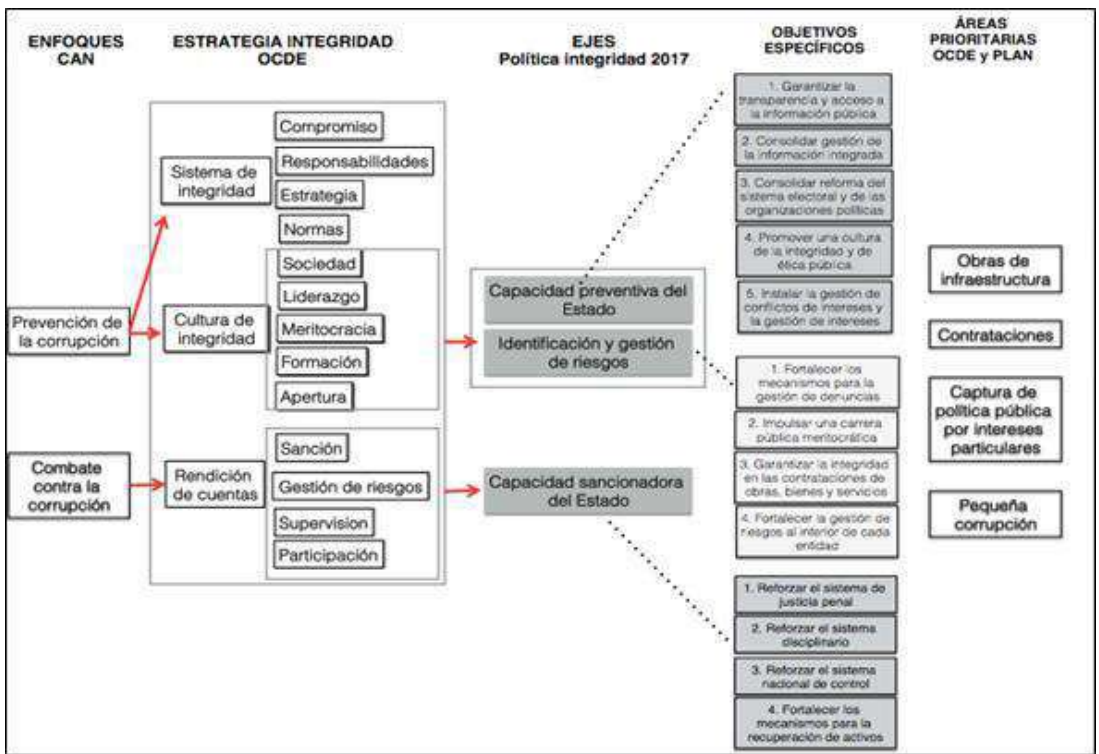 ENFOQUES
CAN
ESTRATEGIA INTEGRIDAD
OCDE
EJES
Política integridad 2017
OBJETIVOS
ESPECÍFICOS
ÁREAS
PRIORITARIAS
OCDE y PLAN
Prevención de
la corrupción
Combate
contra la
corrupción
Sistema de
integridad
Cultura de
integridad
Rendición
de cuentas
Compromiso
Responsabilidades
Estrategia
Normas
Sociedad
Liderazgo
Meritocracia
Formación
Apertura
Sanción
Gestión de riesgos
Supervision
Participación
Capacidad preventiva del
Estado
Identificación y gestión
de riesgos
Capacidad sancionadora
del Estado
1. Garantizar la
transparencia y acceso a
la información pública
2. Consolidar gestión de
la información integrada
3. Consolidar reforma del
sistema electoral y de las
organizaciones políticas
4. Promover una cultura
de la integridad y de
ética pública
5. Instalar la gestión de
conflictos de intereses y
la gestión de intereses
1. Fortalecer los
mecanismos para la
gestión de denuncias
2. Impulsar una carrera
pública meritocrática
3. Garantizar la integridad
en las contrataciones de
obras, bienes y servicios
4. Fortalecer la gestión de
riesgos al interior de cada
entidad
1. Reforzar el sistema de
justicia penal
2. Reforzar el sistema
disciplinario
3. Reforzar el sistema
nacional de control
4. Fortalecer los
mecanismos para la
recuperación de activos
Obras de
infraestructura
Contrataciones
Captura de
política pública
por intereses
particulares
Pequeña
corrupción